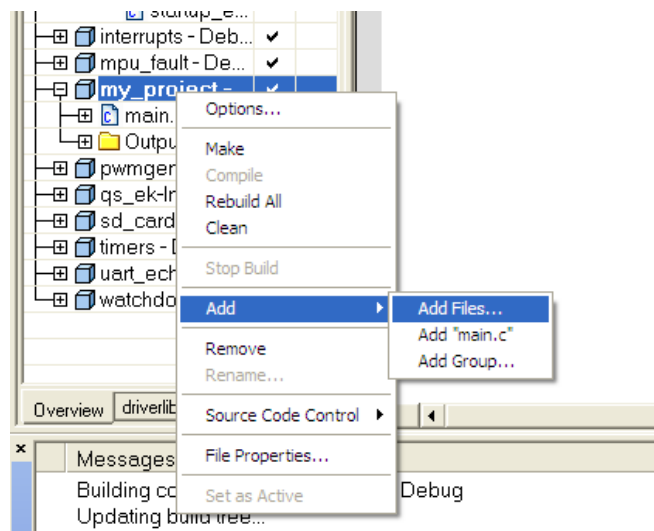 startup_e...
interrupts - Deb...
mpu_fault - De...
my_project -
main.
Outpu
pwmger
qs_ek-lr
sd_card
timers - [
uart_ech
watchdo
Options...
Make
Compile
Rebuild All
Clean
Stop Build
Add
Remove
Rename...
Source Code Control
File Properties...
Set as Active
Add Files...
Add "main.c"
Add Group...
Overview
driverlib
Messages
Building co
Debug
Updating build tree...